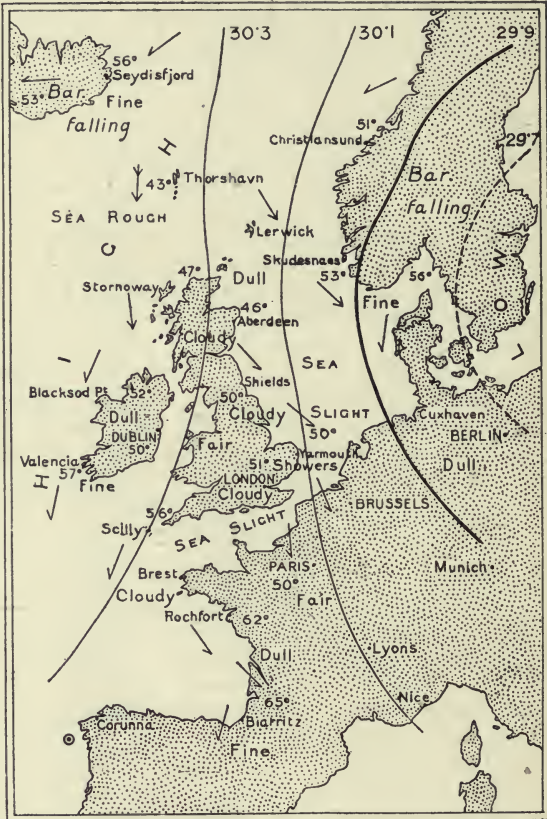 30·3
30·1
29·9
56°
Seydisfjord
53°
Bar.
Fine
falling
51°
Christiansund
29·7
H
43°
Thorshavn
Bar.
falling
SEA ROUGH
Lerwick
C
Skudesnaes
53°
56°
W
47°
Dull
Stornoway
Fine
O
46°
Aberdeen
Cloudy
L
I
SEA
Shields
Blacksod Pt.
52°
50°
Cloudy
SLIGHT
Cuxhaven
Dull
DUBLIN
50°
50°
BERLIN
Fair
Yarmouth
Valencia
57°
51°
Showers
Dull
H
Fine
LONDON
Cloudy
BRUSSELS
56°
Scilly
SEA SLIGHT
PARIS
50°
Munich
Brest
Cloudy
Fair
Rochfort
62°
Dull
Lyons
65°
Nice
Corunna
Biarritz
Fine